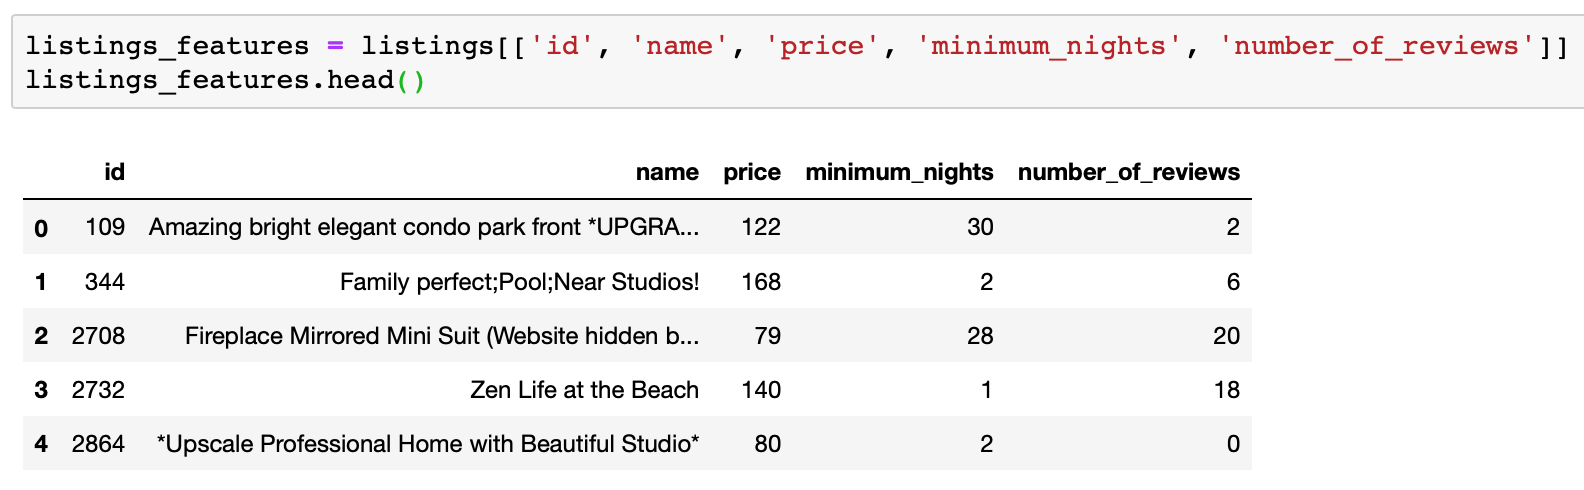 listings_features = listings[['id', 'name', 'price', 'minimum_nights', 'number_of_reviews']]
listings_features.head()
id name price minimum_nights number_of_reviews
0 109 Amazing bright elegant condo park front *UPGRA... 122 30 2
1 344 Family perfect;Pool;Near Studios! 168 2 6
2 2708 Fireplace Mirrored Mini Suit (Website hidden b... 79 28 20
3 2732 Zen Life at the Beach 140 1 18
4 2864 *Upscale Professional Home with Beautiful Studio* 80 2 0